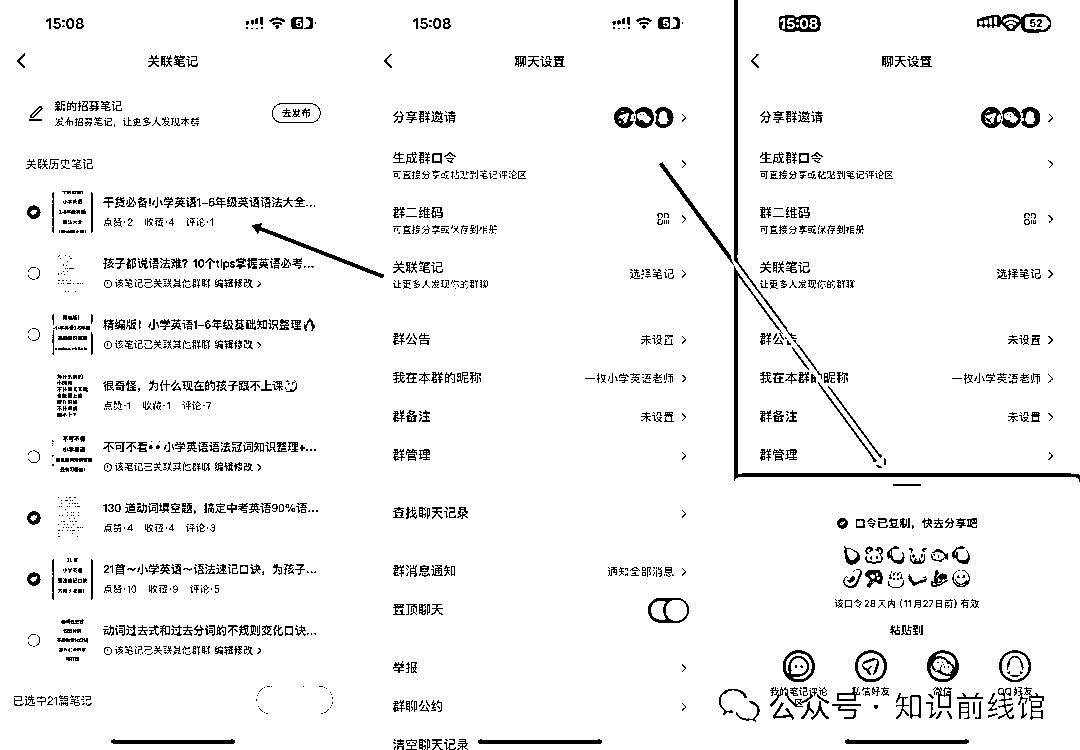 15:08
关联笔记
新的招募笔记
发布招募笔记，让更多人发现本群
去发布
关联历史笔记
干货必备!小学英语1-6年级英语语法大全...
点赞·2 收藏·4 评论·1
孩子都说语法难？10个tips掌握英语必考...
该笔记已关联其他群聊 编辑修改
精编版！小学英语1-6年级基础知识整理🔥
该笔记已关联其他群聊 编辑修改
很奇怪，为什么现在的孩子既不上课
点赞·1 收藏·1 评论·7
不可不看 小学英语语法冠词知识整理+...
该笔记已关联其他群聊 编辑修改
130 道动词填空题，搞定中考英语90%语...
点赞·4 收藏·4 评论·3
21首～小学英语～语法速记口诀，为孩子...
点赞·10 收藏·9 评论·5
动词过去式和过去分词的不规则变化口诀...
该笔记已关联其他群聊 编辑修改
已选中21篇笔记
15:08
聊天设置
分享群邀请
生成群口令
可直接分享或粘贴到笔记评论区
群二维码
可直接分享或保存到相册
关联笔记
选择笔记
让更多人发现你的群聊
群公告
未设置
我在本群的昵称
一枚小学英语老师
群备注
未设置
群管理
查找聊天记录
群消息通知
通知全部消息
置顶聊天
举报
群聊公约
清空聊天记录
15:08
52
聊天设置
分享群邀请
生成群口令
可直接分享或粘贴到笔记评论区
群二维码
可直接分享或保存到相册
关联笔记
选择笔记
让更多人发现你的群聊
群公告
未设置
我在本群的昵称
一枚小学英语老师
群备注
未设置
群管理
口令已复制，快去分享吧
该口令28天内 (11月27日前) 有效
粘贴到
我的笔记评论区
私信好友
微信
QQ好友
公众号·知识前线馆